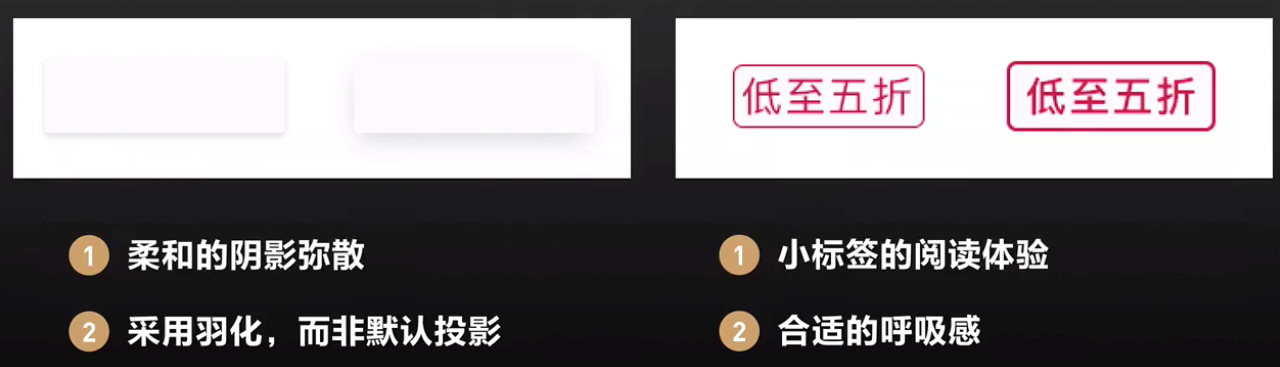 低至五折 低至五折
1 柔和的阴影弥散
2 采用羽化，而非默认投影
1 小标签的阅读体验
2 合适的呼吸感